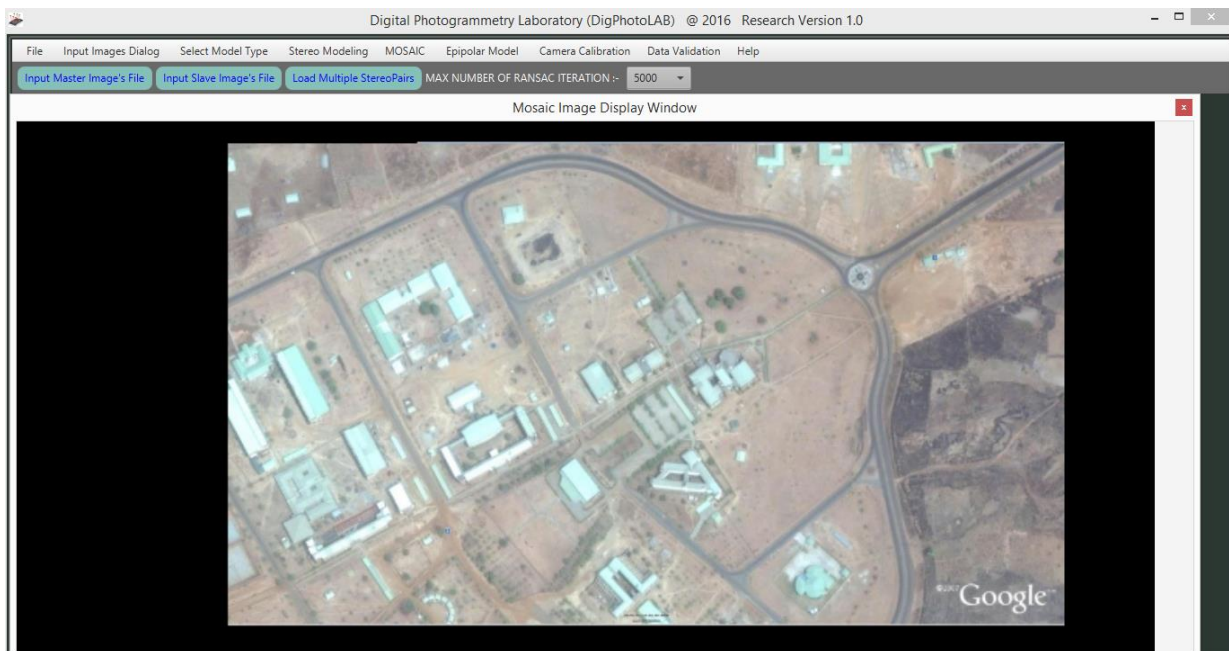 Digital Photogrammetry Laboratory (DigPhotoLAB) @ 2016 Research Version 1.0
File Input Images Dialog Select Model Type Stereo Modeling MOSAIC Epipolar Model Camera Calibration Data Validation Help
Input Master Image's File Input Slave Image's File Load Multiple StereoPairs MAX NUMBER OF RANSAC ITERATION :- 5000
Mosaic Image Display Window
Google